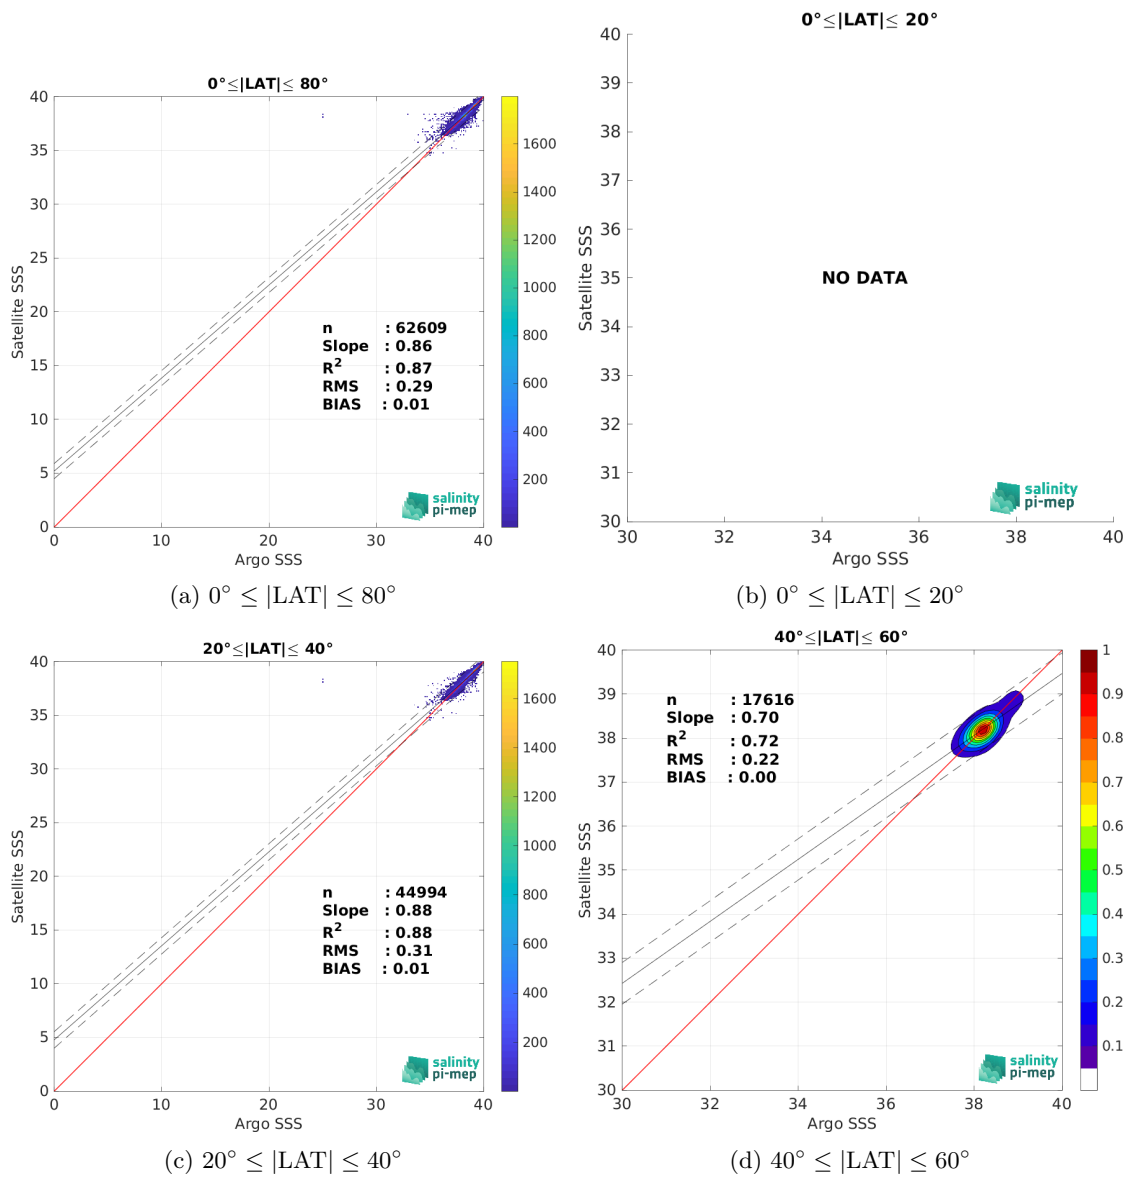 0°≤|LAT|≤ 80°
40
35
30
25
20
15
10
5
0
Satellite SSS
0
10
20
30
40
Argo SSS
n : 62609
Slope : 0.86
R² : 0.87
RMS : 0.29
BIAS : 0.01
salinity
pi-mep
1600
1400
1200
1000
800
600
400
200
(a) 0° ≤ |LAT| ≤ 80°
0°≤|LAT|≤ 20°
40
39
38
37
36
35
34
33
32
31
30
Satellite SSS
NO DATA
salinity
pi-mep
30
32
34
36
38
40
Argo SSS
(b) 0° ≤ |LAT| ≤ 20°
20°≤|LAT|≤ 40°
40
35
30
25
20
15
10
5
0
Satellite SSS
0
10
20
30
40
Argo SSS
n : 44994
Slope : 0.88
R² : 0.88
RMS : 0.31
BIAS : 0.01
salinity
pi-mep
1600
1400
1200
1000
800
600
400
200
(c) 20° ≤ |LAT| ≤ 40°
40°≤|LAT|≤ 60°
40
39
38
37
36
35
34
33
32
31
30
Satellite SSS
n : 17616
Slope : 0.70
R² : 0.72
RMS : 0.22
BIAS : 0.00
salinity
pi-mep
30
32
34
36
38
40
Argo SSS
1
0.9
0.8
0.7
0.6
0.5
0.4
0.3
0.2
0.1
(d) 40° ≤ |LAT| ≤ 60°